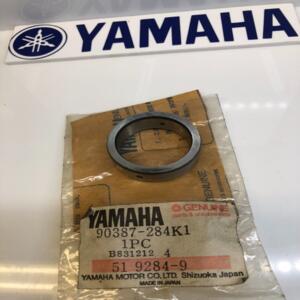 YAMAHA
GENUINE
YAMAHA
90387-284K1
1PC
B831212 4
51 9284-9
YAMAHA MOTOR CO., LTD. Shizuoka Japan
MADE IN JAPAN